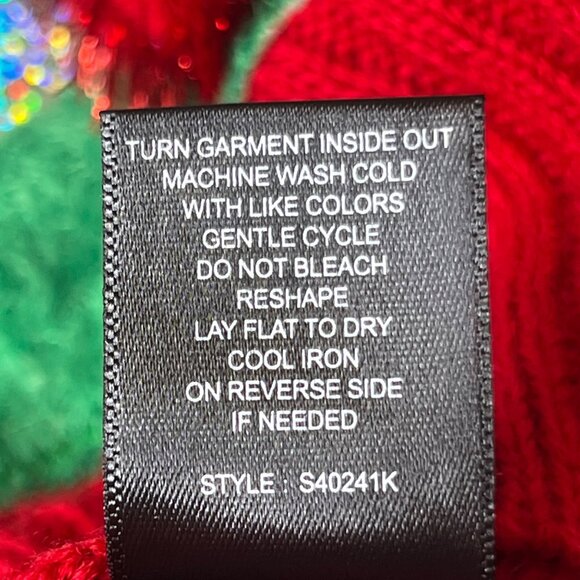 TURN GARMENT INSIDE OUT
MACHINE WASH COLD
WITH LIKE COLORS
GENTLE CYCLE
DO NOT BLEACH
RESHAPE
LAY FLAT TO DRY
COOL IRON
ON REVERSE SIDE
IF NEEDED
STYLE : S40241K